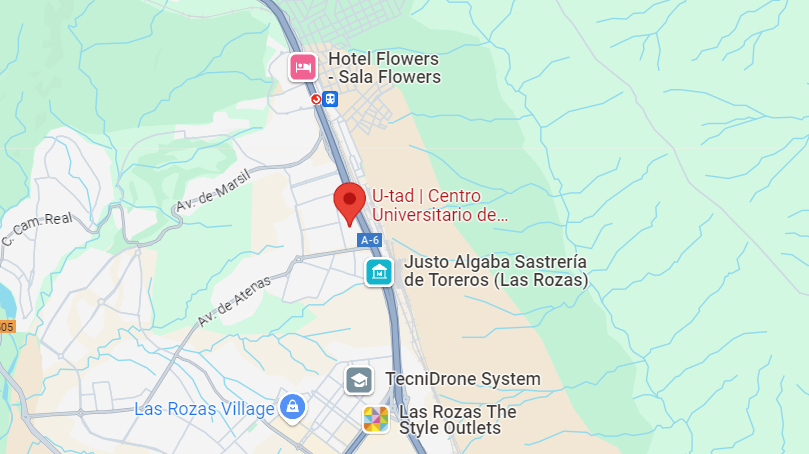 Hotel Flowers
- Sala Flowers
Av. de Marsil
U-tad | Centro
Universitario de...
C. cam. Real
A-6
Justo Algaba Sastrería
de Toreros (Las Rozas)
Av. de Atenas
TecniDrone System
Las Rozas Village
Las Rozas The
Style Outlets